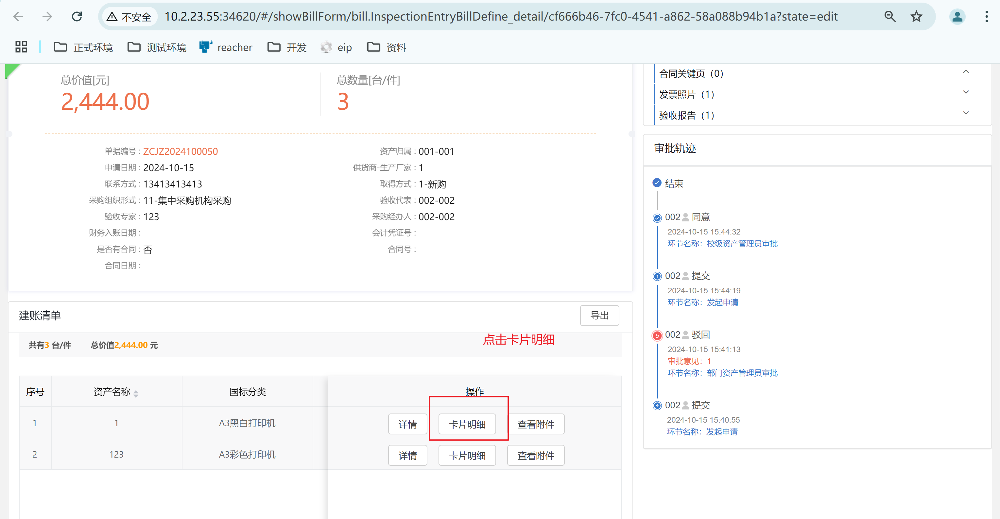 不安全 10.2.23.55:34620/#/showBillForm/bill.InspectionEntryBillDefine_detail/cf666b46-7fc0-4541-a862-58a088b94b1a?state=edit
正式环境 测试环境 reacher 开发 eip 资料
总价值[元] 总数量[台/件]
2,444.00 3
单据编号 : ZCJZ2024100050 资产归属 : 001-001
申请日期 : 2024-10-15 供货商-生产厂家 : 1
联系方式 : 13413413413 取得方式 : 1-新购
采购组织形式 : 11-集中采购机构采购 验收代表 : 002-002
验收专家 : 123 采购经办人 : 002-002
财务入账日期 : 会计凭证号 :
是否有合同 : 否 合同号 :
合同日期 :
建账清单 导出
点击卡片明细
共有3 台/件 总价值2,444.00 元
序号 资产名称 国标分类 操作
1 1 A3黑白打印机 详情 卡片明细 查看附件
2 123 A3彩色打印机 详情 卡片明细 查看附件
合同关键页（0）
发票照片（1）
验收报告（1）
审批轨迹
结束
002 同意
2024-10-15 15:44:32
环节名称：校级资产管理员审批
002 提交
2024-10-15 15:44:19
环节名称：发起申请
002 驳回
2024-10-15 15:41:13
审批意见：1
环节名称：部门资产管理员审批
002 提交
2024-10-15 15:40:55
环节名称：发起申请